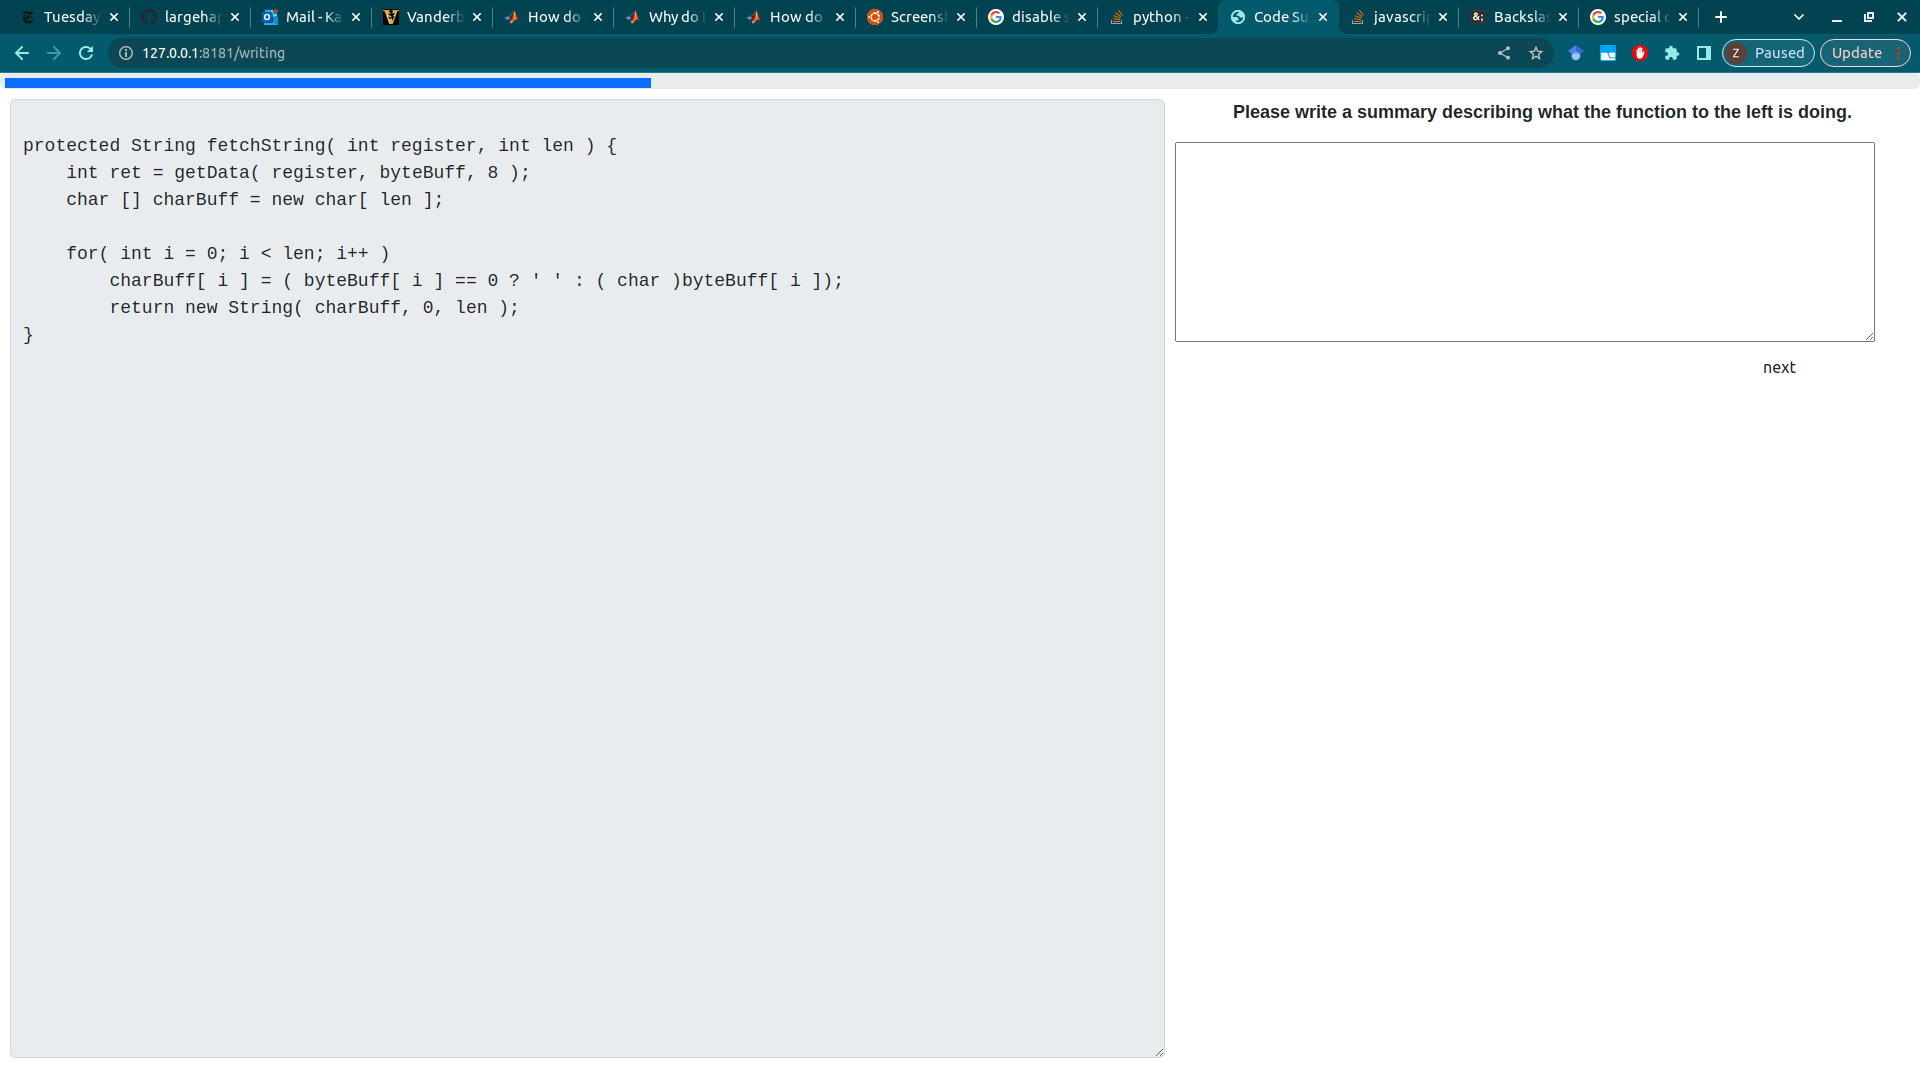 Tuesday
largehap
Mail - Ka
Vanderb
How do
Why do
How do
Screens
disable s
python -
Code Su
javascrip
Backslas
special c
127.0.0.1:8181/writing
Z Paused
Update
Please write a summary describing what the function to the left is doing.
protected String fetchString( int register, int len ) {
    int ret = getData( register, byteBuff, 8 );
    char [] charBuff = new char[ len ];
    for( int i = 0; i < len; i++ )
        charBuff[ i ] = ( byteBuff[ i ] == 0 ? ' ' : ( char )byteBuff[ i ]);
        return new String( charBuff, 0, len );
}
next